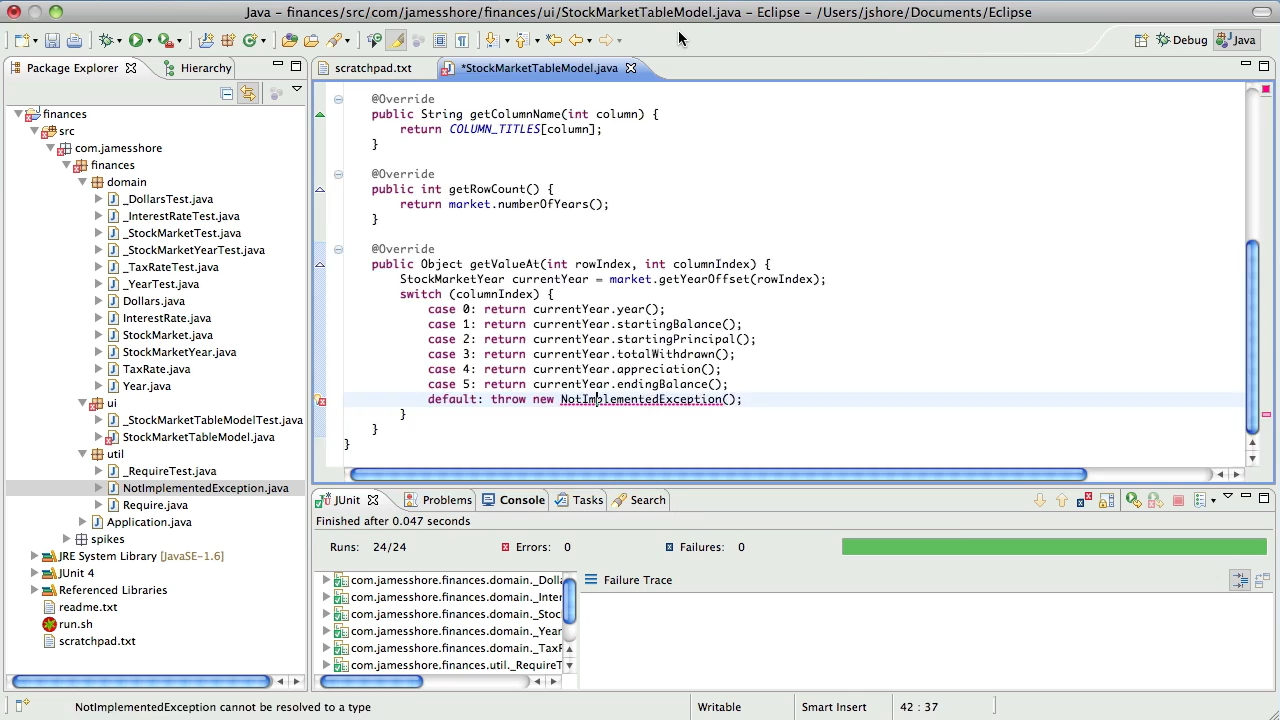 Java – finances/src/com/jamesshore/finances/ui/StockMarketTableModel.java – Eclipse – /Users/jshore/Documents/Eclipse
Debug Java
Package Explorer Hierarchy
scratchpad.txt *StockMarketTableModel.java
finances
src
com.jamesshore
finances
domain
_DollarsTest.java
_InterestRateTest.java
_StockMarketTest.java
_StockMarketYearTest.java
_TaxRateTest.java
_YearTest.java
Dollars.java
InterestRate.java
StockMarket.java
StockMarketYear.java
TaxRate.java
Year.java
ui
_StockMarketTableModelTest.java
StockMarketTableModel.java
util
_RequireTest.java
NotImplementedException.java
Require.java
Application.java
spikes
JRE System Library [JavaSE-1.6]
JUnit 4
Referenced Libraries
readme.txt
run.sh
scratchpad.txt
@Override
public String getColumnName(int column) {
return COLUMN_TITLES[column];
}
@Override
public int getRowCount() {
return market.numberOfYears();
}
@Override
public Object getValueAt(int rowIndex, int columnIndex) {
StockMarketYear currentYear = market.getYearOffset(rowIndex);
switch (columnIndex) {
case 0: return currentYear.year();
case 1: return currentYear.startingBalance();
case 2: return currentYear.startingPrincipal();
case 3: return currentYear.totalWithdrawn();
case 4: return currentYear.appreciation();
case 5: return currentYear.endingBalance();
default: throw new NotImplementedException();
}
}
}
JUnit Problems Console Tasks Search
Finished after 0.047 seconds
Runs: 24/24 Errors: 0 Failures: 0
com.jamesshore.finances.domain._Dolla
com.jamesshore.finances.domain._Inter
com.jamesshore.finances.domain._Stoc
com.jamesshore.finances.domain._Year
com.jamesshore.finances.domain._TaxR
com.jamesshore.finances.util._RequireT
Failure Trace
NotImplementedException cannot be resolved to a type
Writable
Smart Insert
42 : 37